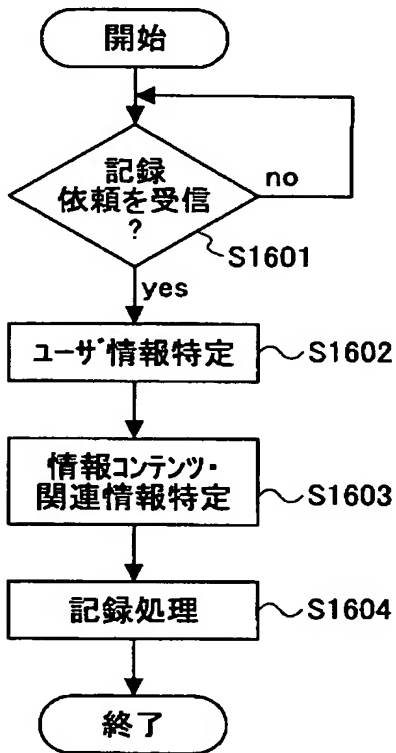 開始
記録
依頼を受信
?
no
S1601
yes
ユーザ情報特定
S1602
情報コンテンツ・
関連情報特定
S1603
記録処理
S1604
終了